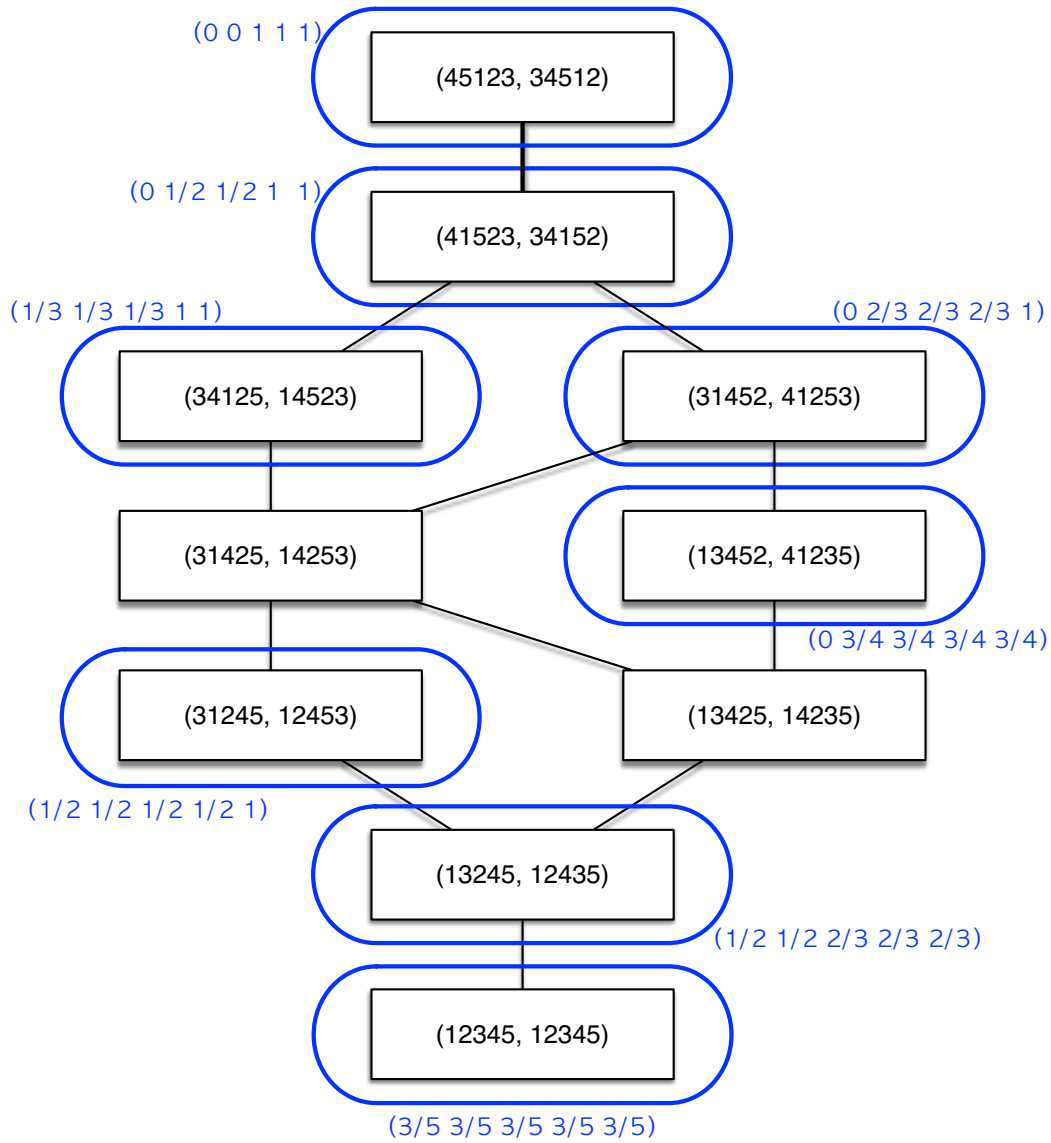 (0 0 1 1 1)
(45123, 34512)
(0 1/2 1/2 1 1)
(41523, 34152)
(1/3 1/3 1/3 1 1)
(0 2/3 2/3 2/3 1)
(34125, 14523)
(31452, 41253)
(31425, 14253)
(13452, 41235)
(0 3/4 3/4 3/4 3/4)
(31245, 12453)
(13425, 14235)
(1/2 1/2 1/2 1/2 1)
(13245, 12435)
(1/2 1/2 2/3 2/3 2/3)
(12345, 12345)
(3/5 3/5 3/5 3/5 3/5)